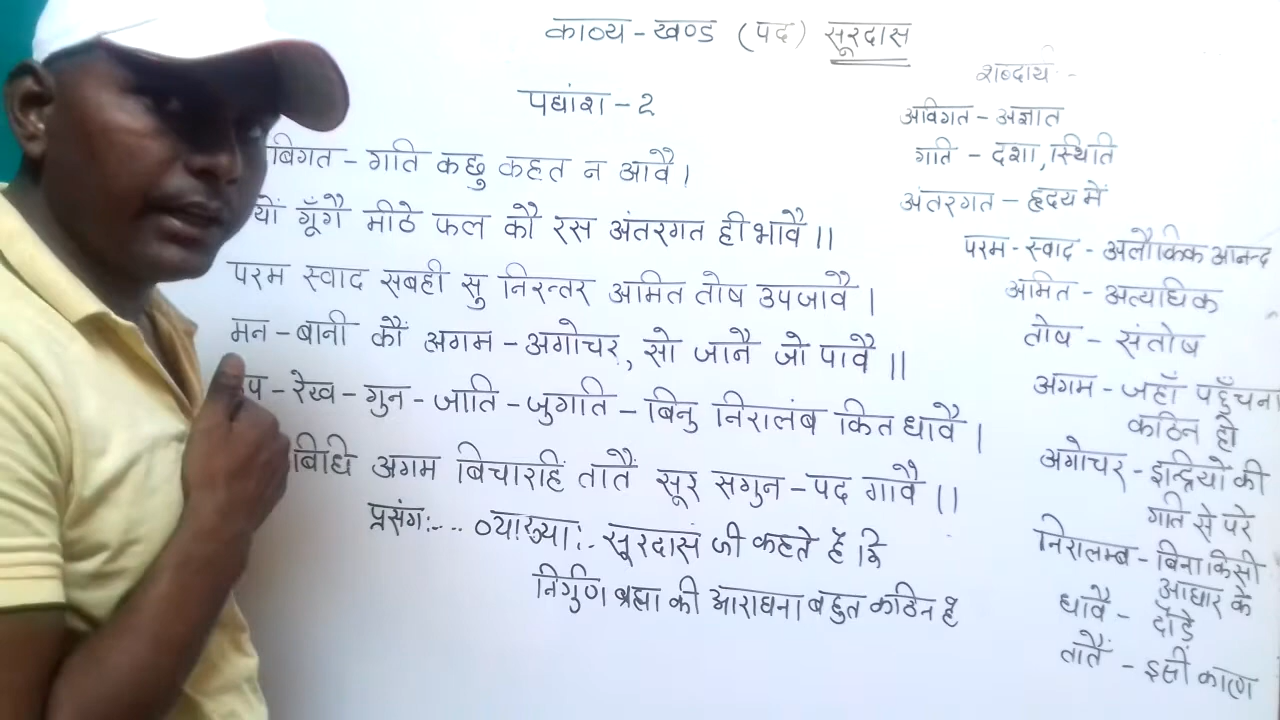 काव्य-खण्ड (पद) सूरदास
पद्यांश-2
बिगत-गति कछु कहत न आवै।
यों गूँगै मीठे फल कौ रस अंतरगत ही भावै॥
परम स्वाद सबही सु निरन्तर अमित तोष उपजावै।
मन-बानी कौं अगम-अगोचर, सो जानै जो पावै॥
प-रेख-गुन-जाति-जुगति-बिनु निरालंब कित धावै।
बिधि अगम बिचारहिं तातैं सूर सगुन-पद गावै॥
प्रसंग:-... व्याख्या:- सूरदास जी कहते हैं कि
निर्गुण ब्रह्म की आराधना बहुत कठिन है
शब्दार्थ:-
अविगत-अज्ञात
गति-दशा, स्थिति
अंतरगत-हृदय में
परम-स्वाद-अलौकिक आनन्द
अमित-अत्यधिक
तोष-संतोष
अगम-जहाँ पहुँचना
कठिन हो
अगोचर-इन्द्रियों की
गति से परे
निरालम्ब-बिना किसी
आधार के
धावै-दौड़े
तातैं-इसी कारण